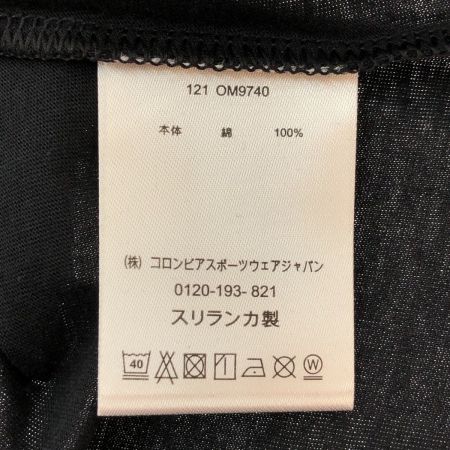 121 OM9740
本体 綿 100%
(株) コロンビアスポーツウェアジャパン
0120-193-821
スリランカ製
40 W